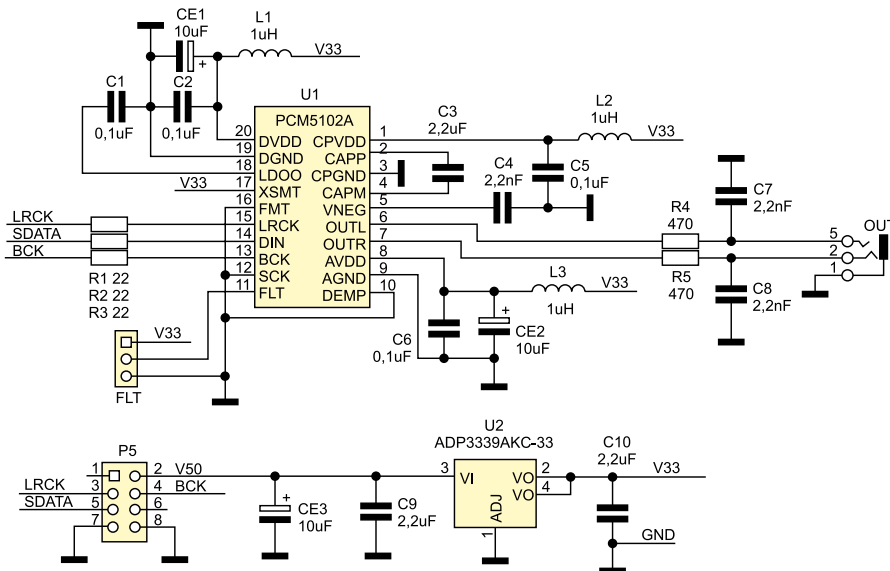 CE1
10uF
+
L1
1uH
V33
C1
0,1uF
C2
0,1uF
U1
PCM5102A
20 DVDD CPVDD 1
19 DGND CAPP 2
18 LDOO CPGND 3
17 XSMT CAPM 4
16 FMT VNEG 5
15 LRCK OUTL 6
14 DIN OUTR 7
13 BCK AVDD 8
12 SCK AGND 9
11 FLT DEMP 10
V33
LRCK
SDATA
BCK
R1 22
R2 22
R3 22
V33
FLT
C3
2,2uF
L2
1uH
V33
C4
2,2nF
C5
0,1uF
R4
470
R5
470
C7
2,2nF
C8
2,2nF
5
2
1
L3
1uH
V33
C6
0,1uF
+
CE2
10uF
P5
1 2 V50
LRCK 3 4 BCK
SDATA 5 6
7 8
+
CE3
10uF
C9
2,2uF
U2
ADP3339AKC-33
3 VI VO 2
VO 4
ADJ
1
C10
2,2uF
V33
GND